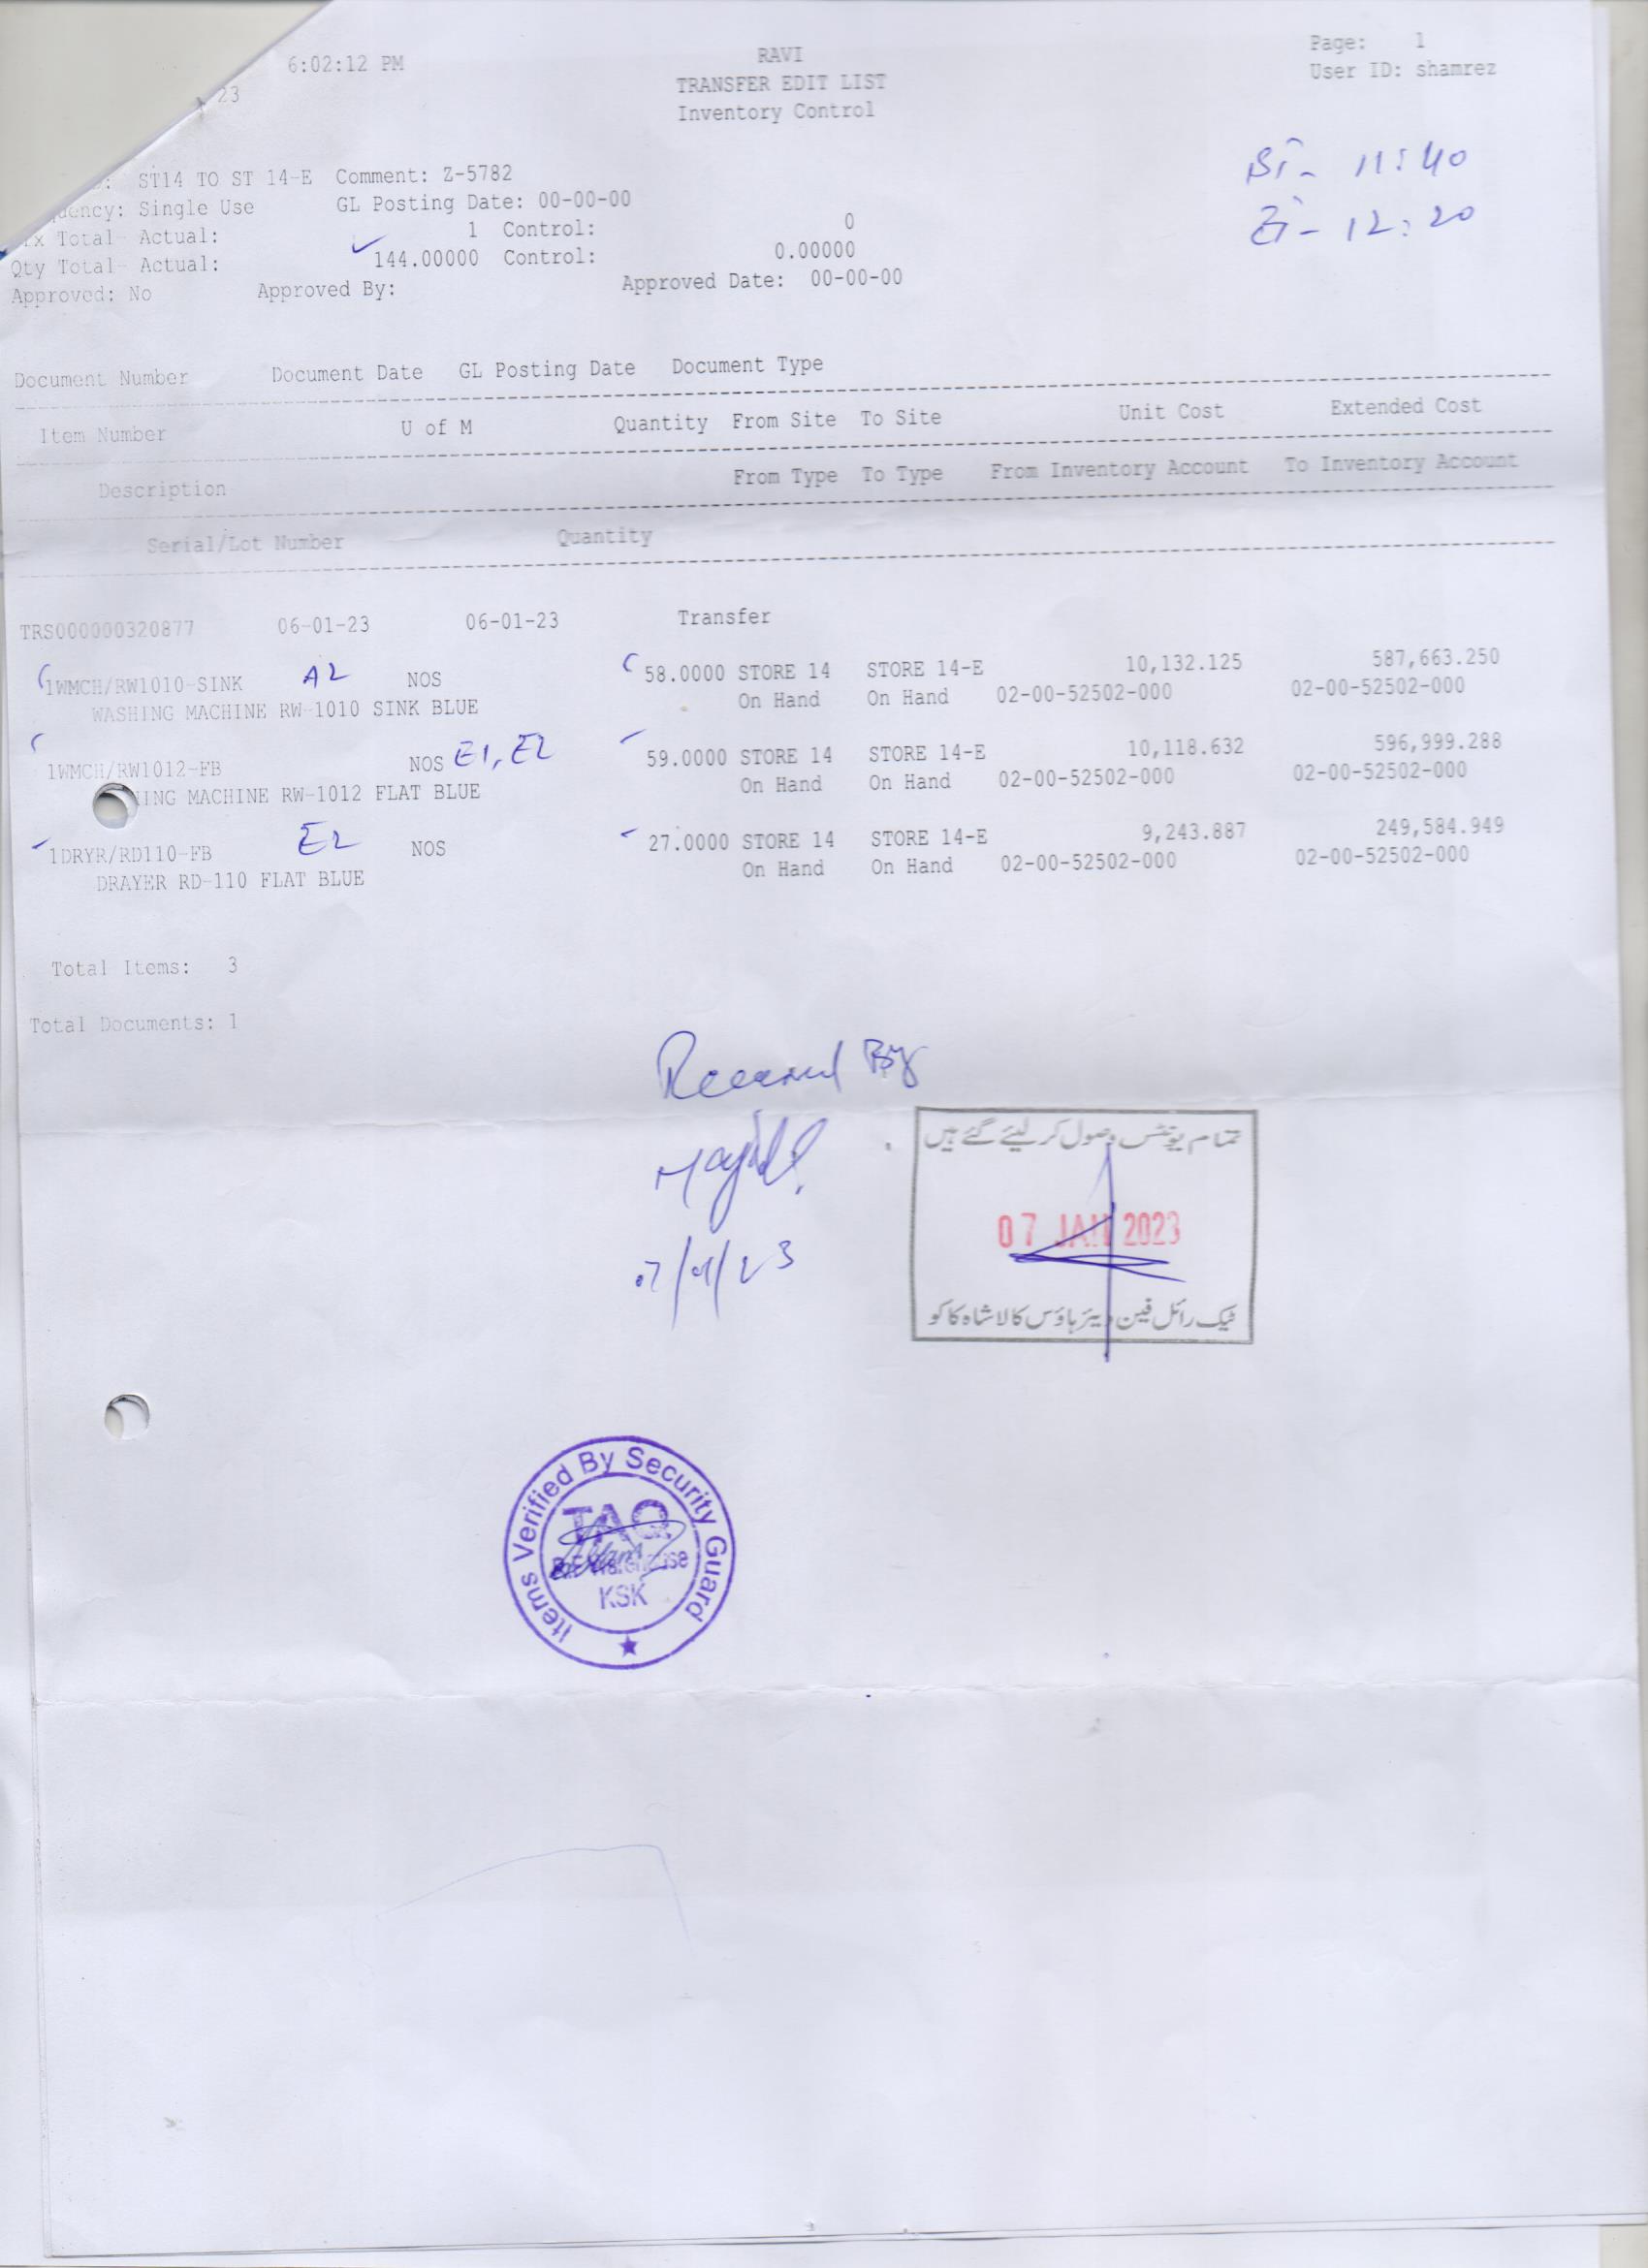 6:02:12 PM RAVI Page: 1
23 TRANSFER EDIT LIST User ID: shamrez
Inventory Control
ST14 TO ST 14-E Comment: Z-5782
Single Use GL Posting Date: 00-00-00
Total- Actual: 1 Control: 0
Qty Total- Actual: 144.00000 Control: 0.00000
Approved: No Approved By: Approved Date: 00-00-00
11:40
12:20
Document Number Document Date GL Posting Date Document Type
Item Number U of M Quantity From Site To Site Unit Cost Extended Cost
Description From Type To Type From Inventory Account To Inventory Account
Serial/Lot Number Quantity
TRS000000320877 06-01-23 06-01-23 Transfer
1WMCH/RW1010-SINK A2 NOS 58.0000 STORE 14 STORE 14-E 10,132.125 587,663.250
WASHING MACHINE RW-1010 SINK BLUE On Hand On Hand 02-00-52502-000 02-00-52502-000
1WMCH/RW1012-FB NOS E1, E2 59.0000 STORE 14 STORE 14-E 10,118.632 596,999.288
MACHINE RW-1012 FLAT BLUE On Hand On Hand 02-00-52502-000 02-00-52502-000
1DRYR/RD110-FB E2 NOS 27.0000 STORE 14 STORE 14-E 9,243.887 249,584.949
DRAYER RD-110 FLAT BLUE On Hand On Hand 02-00-52502-000 02-00-52502-000
Total Items: 3
Total Documents: 1
Received By
07/01/23
تمام یونٹس وصول کر لیئے گئے ہیں
07 JAN 2023
ٹیک رائل فین ویئر ہاؤس کالا شاہ کاکو
Items Verified By Security Guard
TAQ
Warehouse
KSK